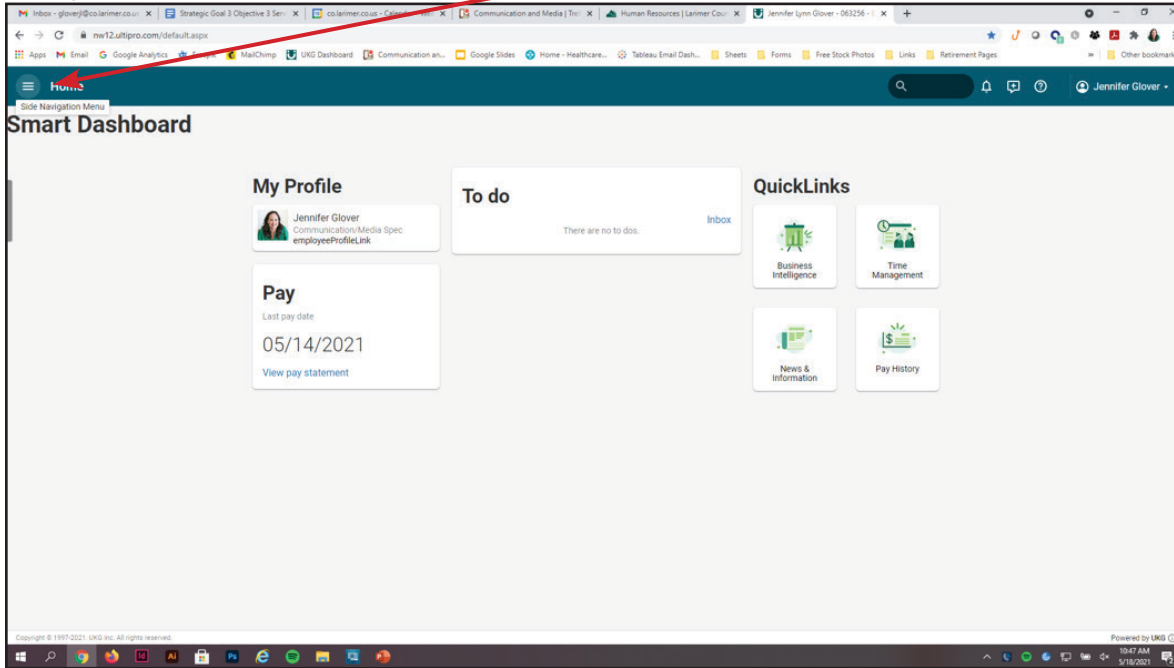 Inbox - gloverjl@co.larimer.co.us
Strategic Goal 3 Objective 3 Serv
co.larimer.co.us - Calendar
Communication and Media | Trel
Human Resources | Larimer Coun
Jennifer Lynn Glover - 063256 -
nw12.ultipro.com/default.aspx
Apps
Email
Google Analytics
MailChimp
UKG Dashboard
Communication an...
Google Slides
Home - Healthcare...
Tableau Email Dash...
Sheets
Forms
Free Stock Photos
Links
Retirement Pages
Other bookmark
Home
Jennifer Glover
Side Navigation Menu
Smart Dashboard
My Profile
Jennifer Glover
Communication/Media Spec
employeeProfileLink
Pay
Last pay date
05/14/2021
View pay statement
To do
Inbox
There are no to dos.
QuickLinks
Business
Intelligence
Time
Management
News &
Information
Pay History
Copyright © 1997-2021. UKG Inc. All rights reserved.
Powered by UKG
10:47 AM
5/18/2021